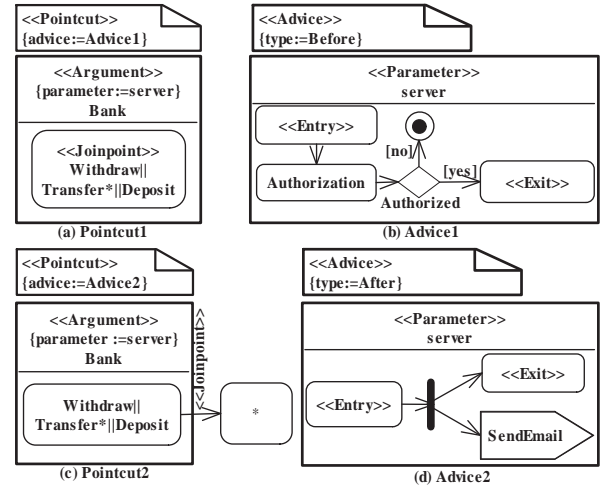 <<Pointcut>>
{advice:=Advice1}
<<Argument>>
{parameter:=server}
Bank
<<Joinpoint>>
Withdraw||
Transfer*||Deposit
(a) Pointcut1
<<Advice>>
{type:=Before}
<<Parameter>>
server
<<Entry>>
[no]
[yes]
Authorization
<<Exit>>
Authorized
(b) Advice1
<<Pointcut>>
{advice:=Advice2}
<<Argument>>
{parameter :=server}
Bank
<<Joinpoint>>
Withdraw||
Transfer*||Deposit
*
(c) Pointcut2
<<Advice>>
{type:=After}
<<Parameter>>
server
<<Entry>>
<<Exit>>
SendEmail
(d) Advice2